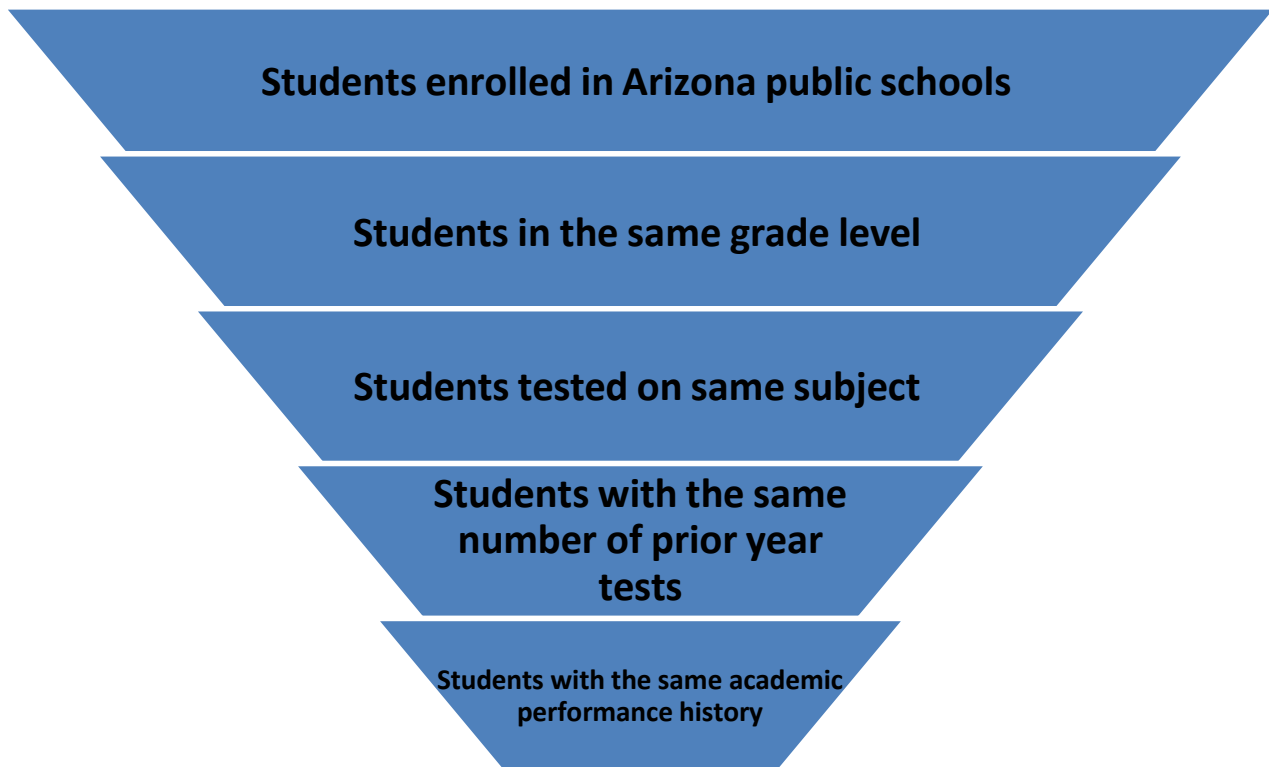 Students enrolled in Arizona public schools
Students in the same grade level
Students tested on same subject
Students with the same
number of prior year
tests
Students with the same academic
performance history